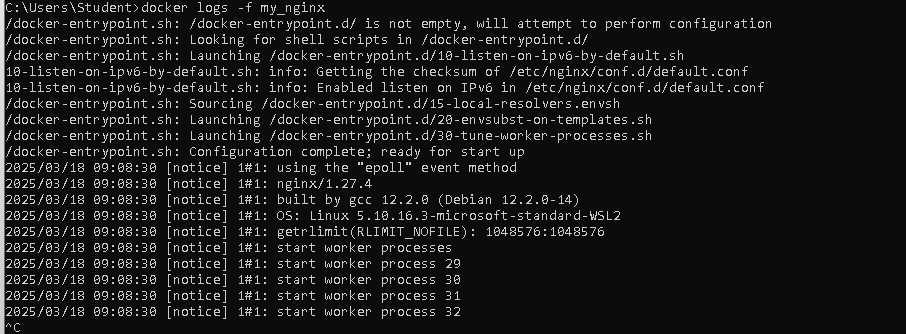 C:\Users\Student>docker logs -f my_nginx
/docker-entrypoint.sh: /docker-entrypoint.d/ is not empty, will attempt to perform configuration
/docker-entrypoint.sh: Looking for shell scripts in /docker-entrypoint.d/
/docker-entrypoint.sh: Launching /docker-entrypoint.d/10-listen-on-ipv6-by-default.sh
10-listen-on-ipv6-by-default.sh: info: Getting the checksum of /etc/nginx/conf.d/default.conf
10-listen-on-ipv6-by-default.sh: info: Enabled listen on IPv6 in /etc/nginx/conf.d/default.conf
/docker-entrypoint.sh: Sourcing /docker-entrypoint.d/15-local-resolvers.envsh
/docker-entrypoint.sh: Launching /docker-entrypoint.d/20-envsubst-on-templates.sh
/docker-entrypoint.sh: Launching /docker-entrypoint.d/30-tune-worker-processes.sh
/docker-entrypoint.sh: Configuration complete; ready for start up
2025/03/18 09:08:30 [notice] 1#1: using the "epoll" event method
2025/03/18 09:08:30 [notice] 1#1: nginx/1.27.4
2025/03/18 09:08:30 [notice] 1#1: built by gcc 12.2.0 (Debian 12.2.0-14)
2025/03/18 09:08:30 [notice] 1#1: OS: Linux 5.10.16.3-microsoft-standard-WSL2
2025/03/18 09:08:30 [notice] 1#1: getrlimit(RLIMIT_NOFILE): 1048576:1048576
2025/03/18 09:08:30 [notice] 1#1: start worker processes
2025/03/18 09:08:30 [notice] 1#1: start worker process 29
2025/03/18 09:08:30 [notice] 1#1: start worker process 30
2025/03/18 09:08:30 [notice] 1#1: start worker process 31
2025/03/18 09:08:30 [notice] 1#1: start worker process 32
^C